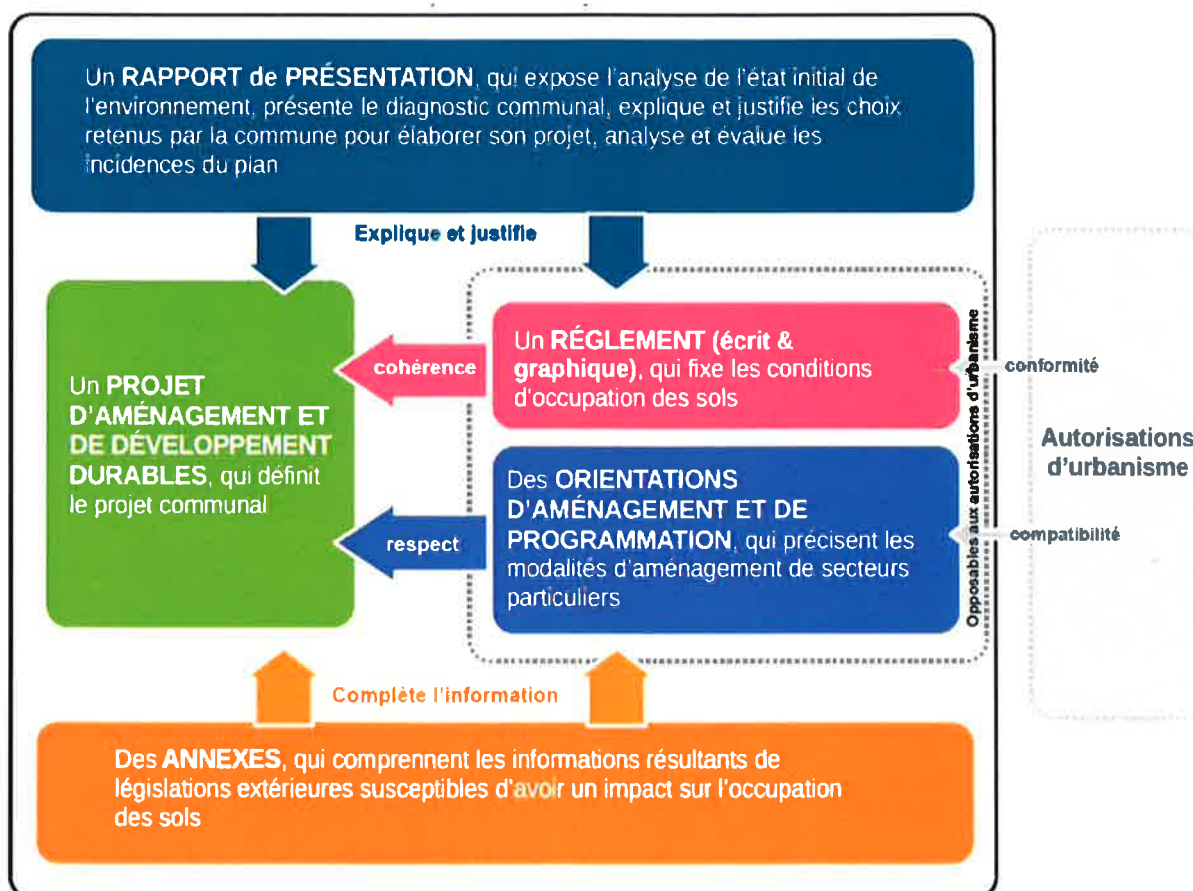 Un RAPPORT de PRÉSENTATION, qui expose l'analyse de l'état initial de
l'environnement, présente le diagnostic communal, explique et justifie les choix
retenus par la commune pour élaborer son projet, analyse et évalue les
incidences du plan
Explique et justifie
Un PROJET
D'AMÉNAGEMENT ET
DE DÉVELOPPEMENT
DURABLES, qui définit
le projet communal
cohérence
Un RÉGLEMENT (écrit &
graphique), qui fixe les conditions
d'occupation des sols
respect
Des ORIENTATIONS
D'AMÉNAGEMENT ET DE
PROGRAMMATION, qui précisent les
modalités d'aménagement de secteurs
particuliers
Opposables aux autorisations d'urbanisme
conformité
Autorisations
d'urbanisme
compatibilité
Complète l'information
Des ANNEXES, qui comprennent les informations résultants de
législations extérieures susceptibles d'avoir un impact sur l'occupation
des sols